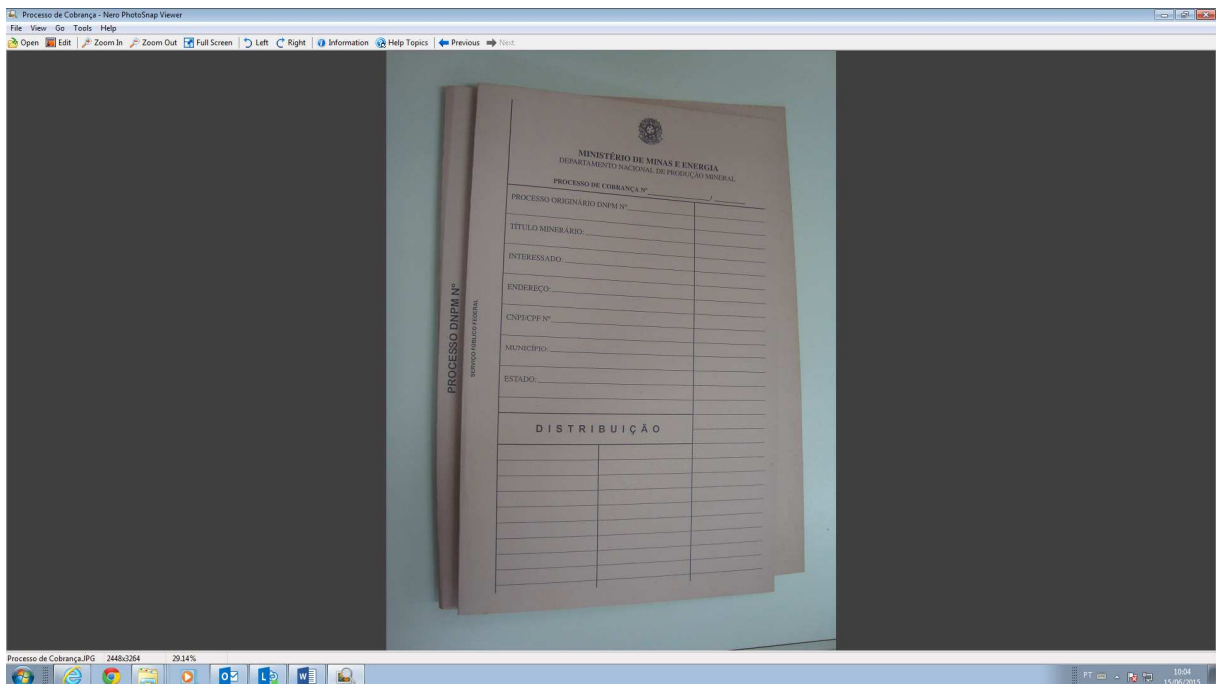 Processo de Cobrança - Nero PhotoSnap Viewer
File View Go Tools Help
Open Edit Zoom In Zoom Out Full Screen Left Right Information Help Topics Previous Next
MINISTÉRIO DE MINAS E ENERGIA
DEPARTAMENTO NACIONAL DE PRODUÇÃO MINERAL
PROCESSO DE COBRANÇA Nº ____________/ ______
PROCESSO ORIGINÁRIO DNPM Nº
TÍTULO MINERÁRIO:
INTERESSADO:
ENDEREÇO:
CNPJ/CPF Nº
MUNICÍPIO:
ESTADO:
DISTRIBUIÇÃO
PROCESSO DNPM Nº
SERVIÇO PÚBLICO FEDERAL
Processo de Cobrança.JPG 2448x3264 29.14%
PT 10:04
15/06/2015